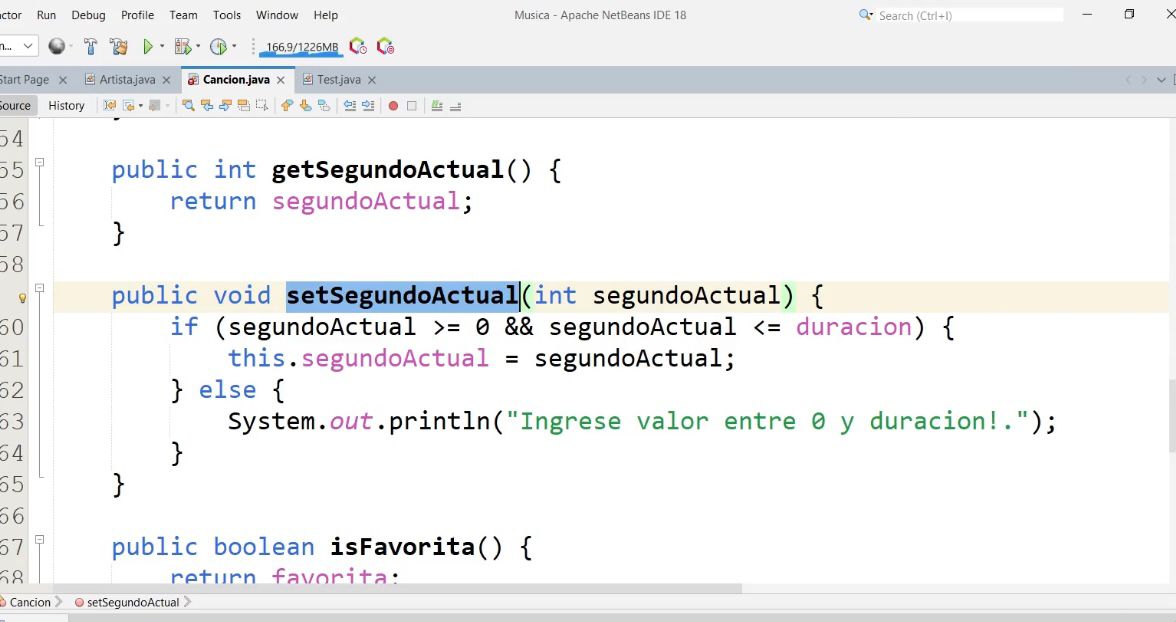 ctor Run Debug Profile Team Tools Window Help Musica - Apache NetBeans IDE 18 Search (Ctrl+I)
n... 166,9/1226MB
Start Page Artista.java Cancion.java Test.java
Source History
54
55 public int getSegundoActual() {
56 return segundoActual;
57 }
58
public void setSegundoActual(int segundoActual) {
60 if (segundoActual >= 0 && segundoActual <= duracion) {
61 this.segundoActual = segundoActual;
62 } else {
63 System.out.println("Ingrese valor entre 0 y duracion!.");
64 }
65 }
66
67 public boolean isFavorita() {
68 return favorita;
Cancion setSegundoActual